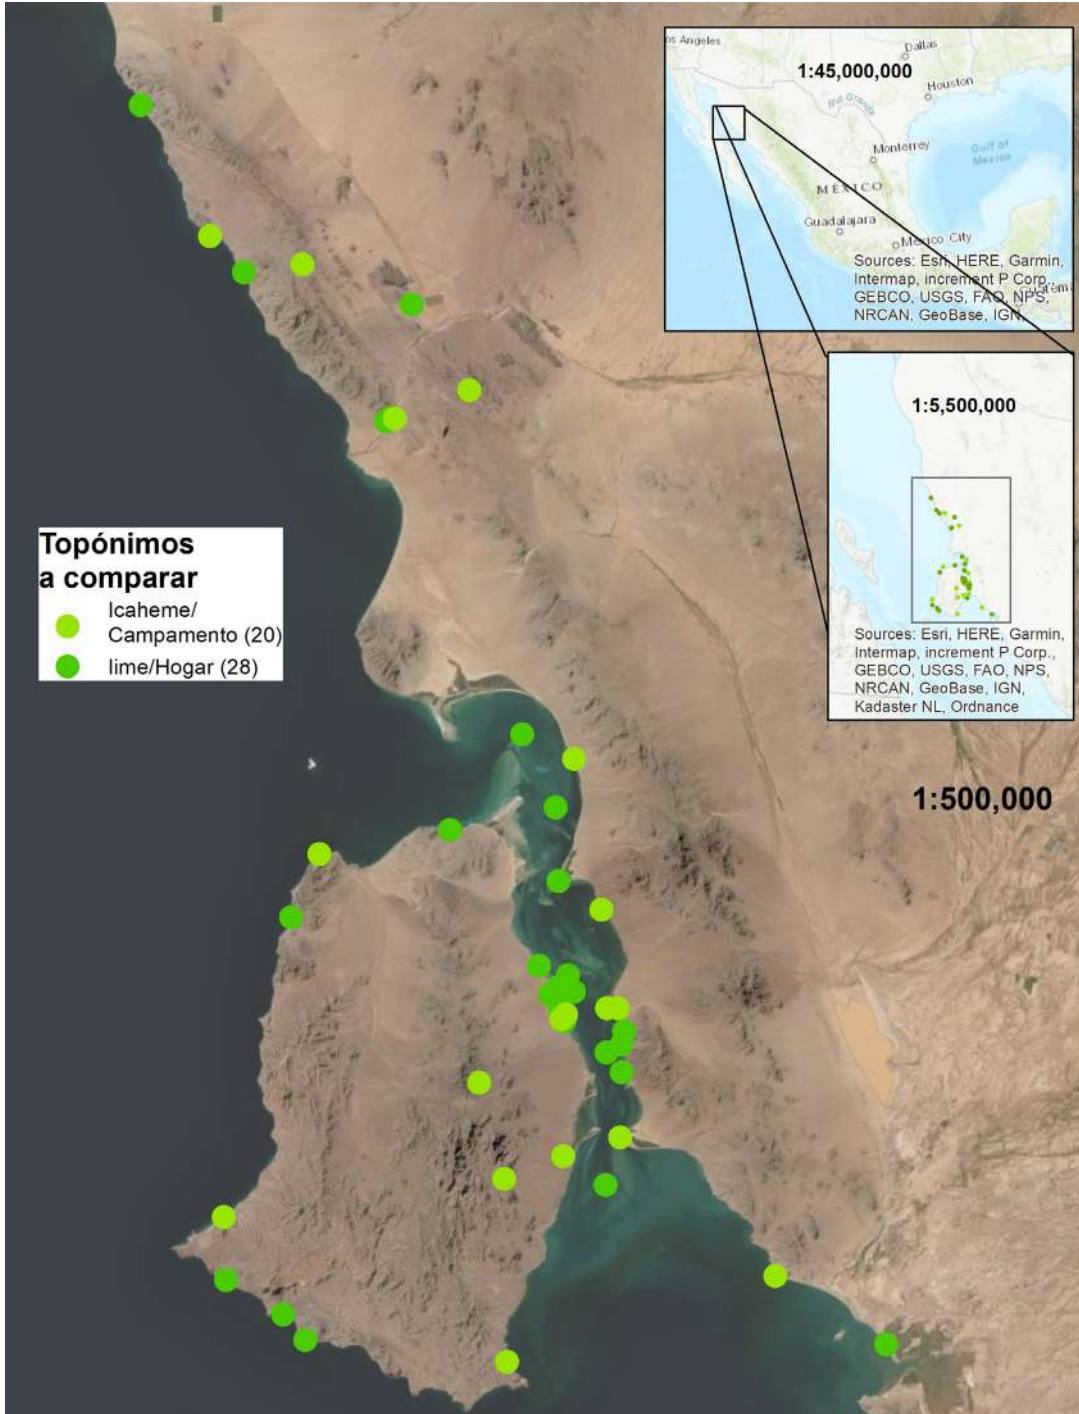 os Angeles
Dallas
1:45,000,000
Houston
Rio Grande
Monterrey
Gulf of
Mexico
MÉXICO
Guadalajara
Mexico City
Sources: Esri, HERE, Garmin,
Intermap, increment P Corp.,
GEBCO, USGS, FAO, NPS,
NRCAN, GeoBase, IGN,
Guatem
1:5,500,000
Sources: Esri, HERE, Garmin,
Intermap, increment P Corp.,
GEBCO, USGS, FAO, NPS,
NRCAN, GeoBase, IGN,
Kadaster NL, Ordnance
Topónimos
a comparar
Icaheme/
Campamento (20)
Iime/Hogar (28)
1:500,000